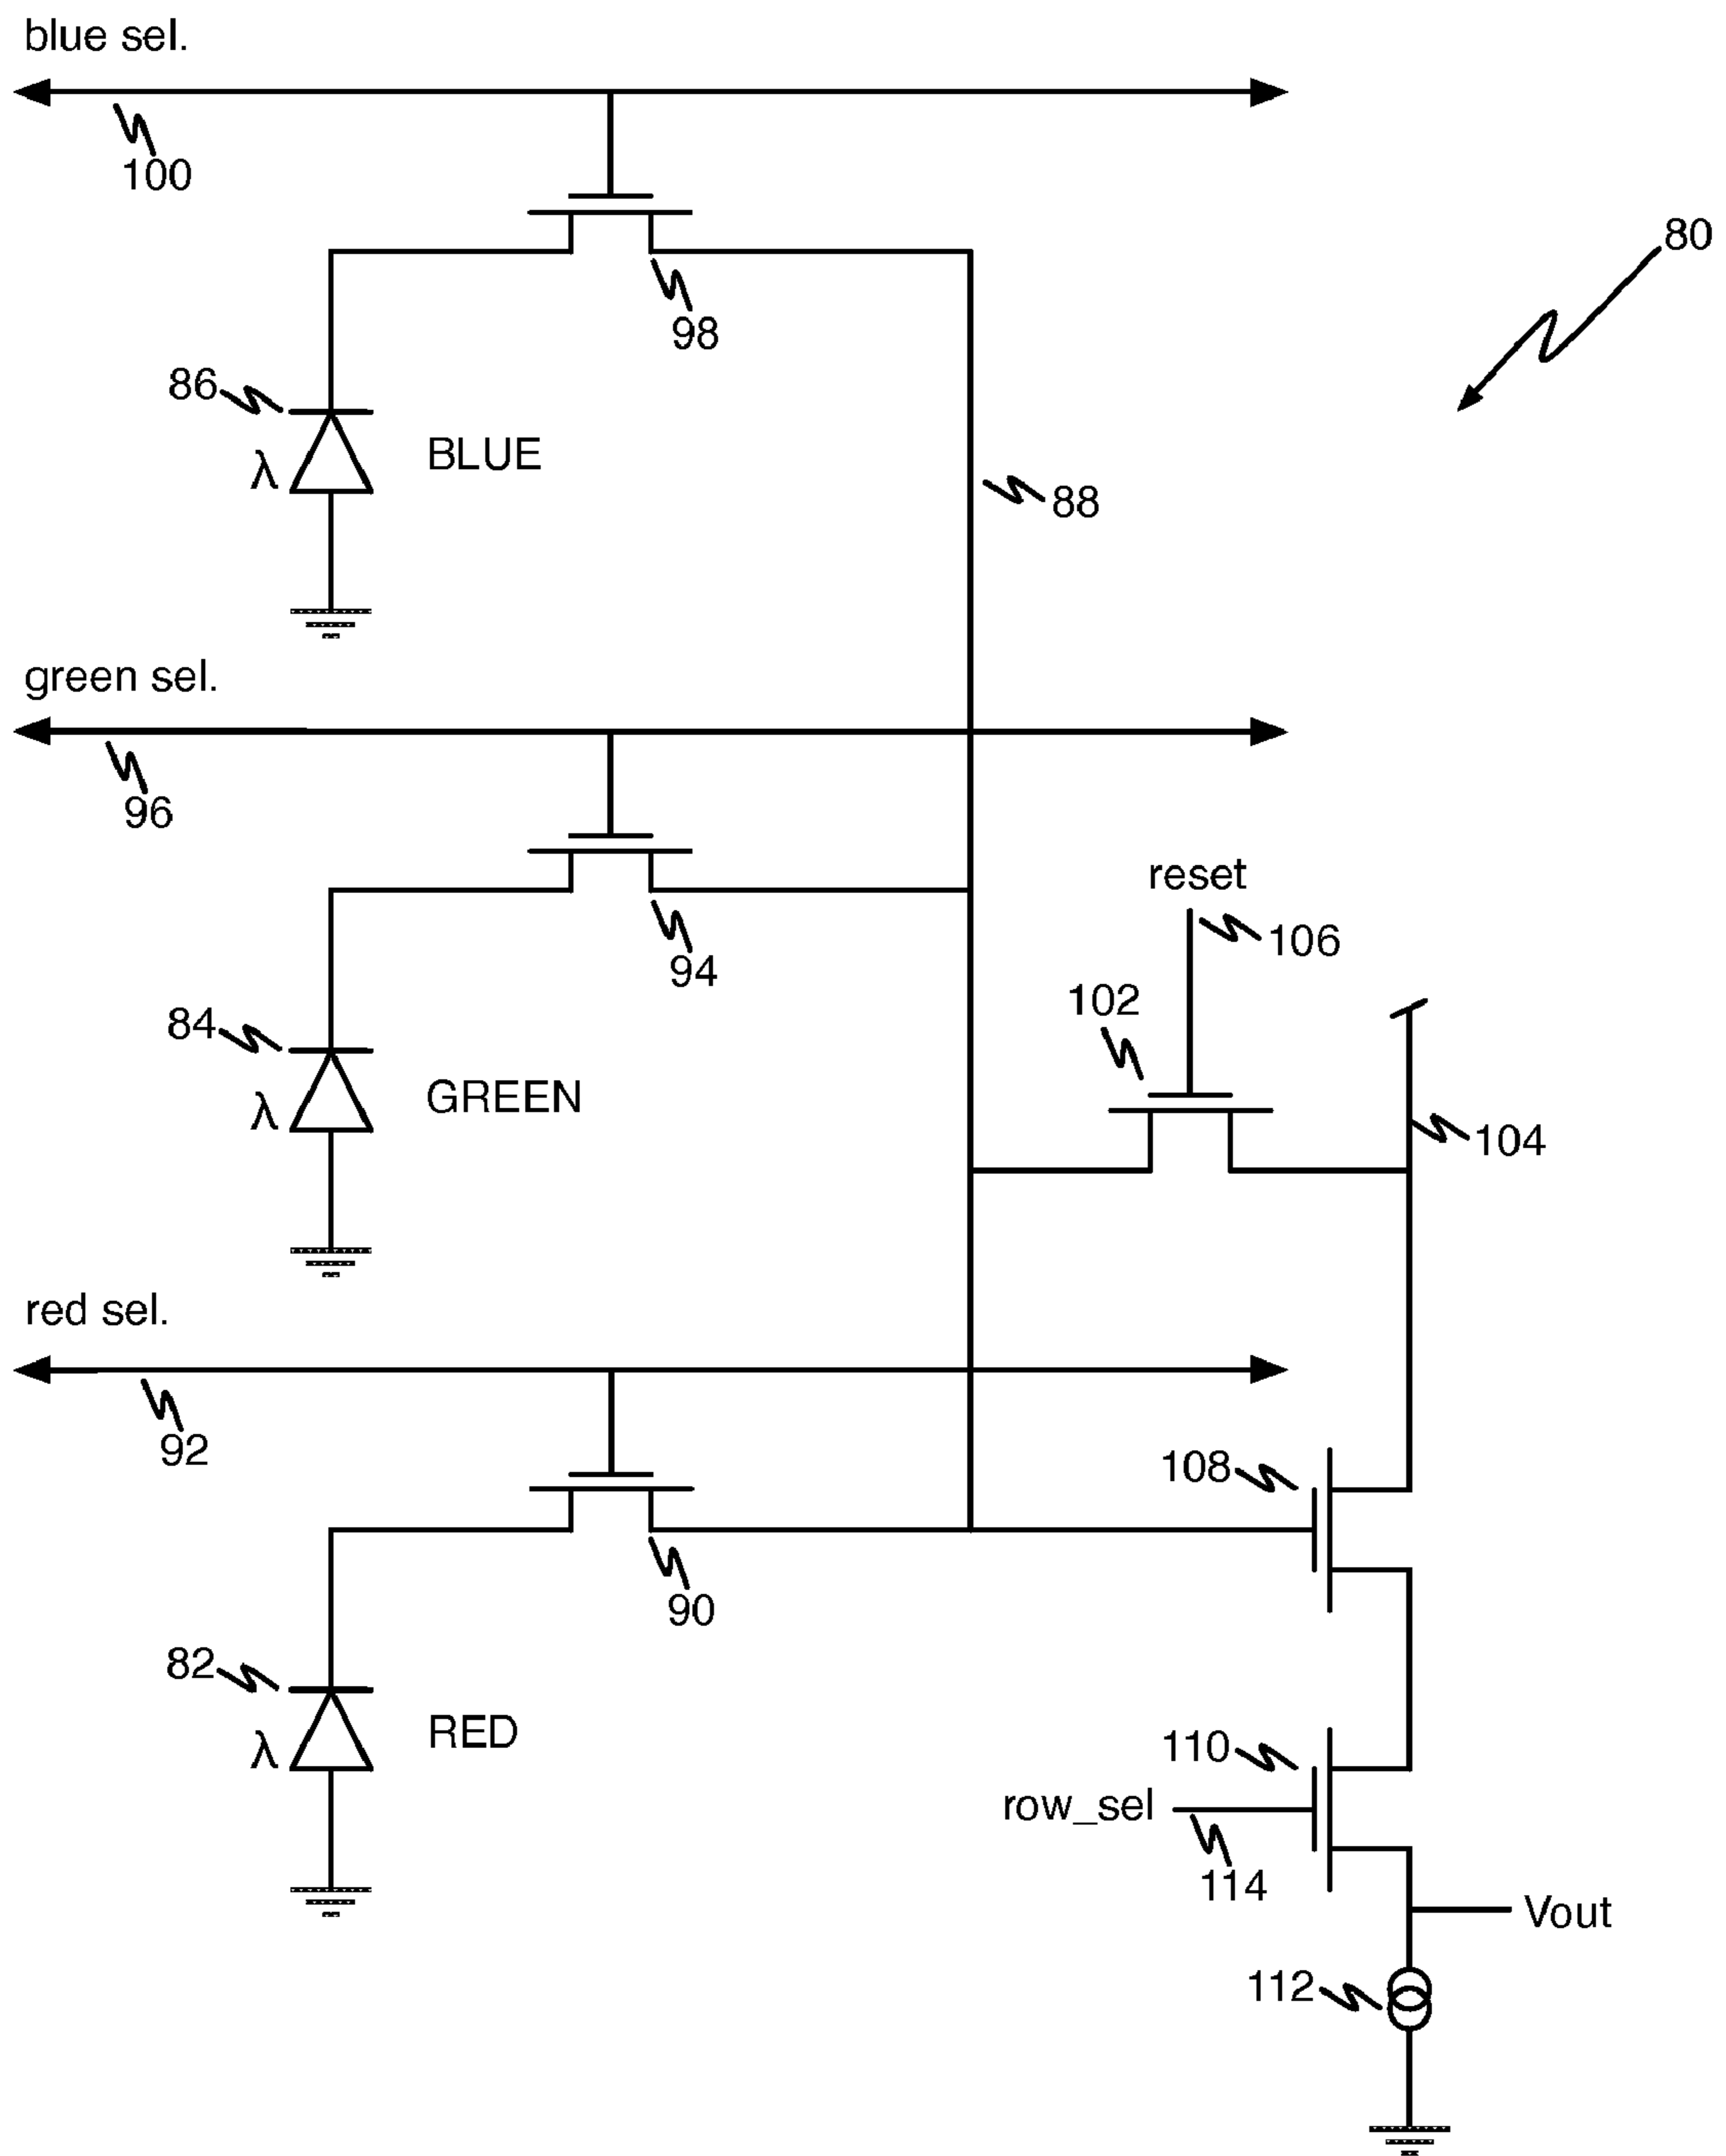 blue sel.
100
80
98
86
λ
BLUE
88
green sel.
96
reset
106
94
102
84
λ
GREEN
104
red sel.
92
108
90
82
λ
RED
110
row_sel
114
Vout
112